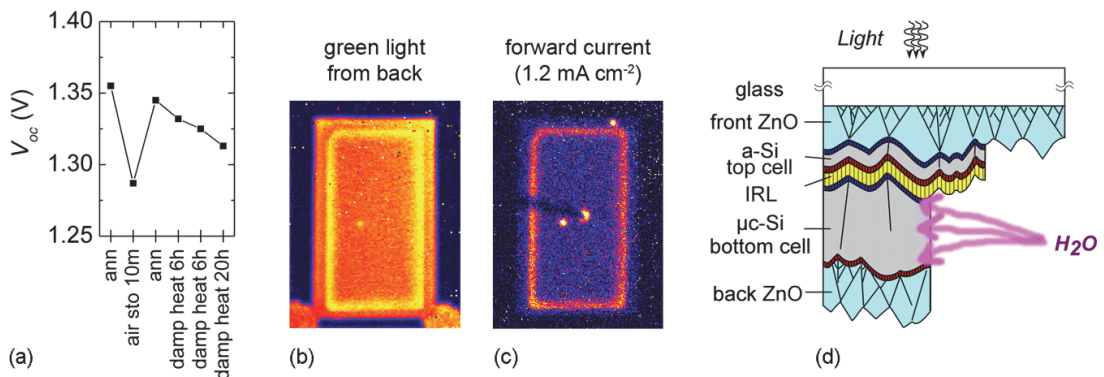 1.40
1.35
1.30
1.25
Voc (V)
ann
air sto 10m
ann
damp heat 6h
damp heat 6h
damp heat 20h
(a)
green light
from back
(b)
forward current
(1.2 mA cm⁻²)
(c)
Light
glass
front ZnO
a-Si
top cell
IRL
µc-Si
bottom cell
back ZnO
H₂O
(d)